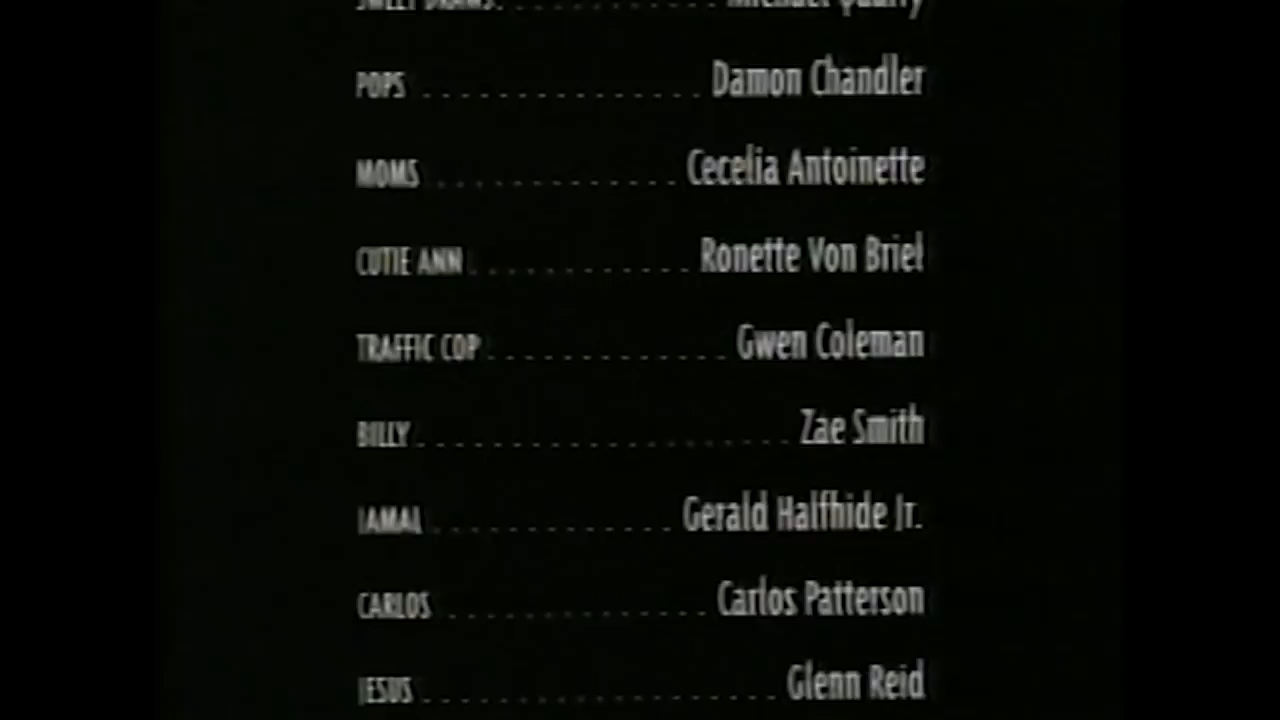 POPS . . . . . . . . . . . . . . . . Damon Chandler
MOMS . . . . . . . . . . . . . Cecelia Antoinette
CUTIE ANN . . . . . . . . . . . . Ronette Von Briel
TRAFFIC COP . . . . . . . . . . . . . Gwen Coleman
BILLY . . . . . . . . . . . . . . . . . . . . Zae Smith
JAMAL . . . . . . . . . . . . . Gerald Halfhide Jr.
CARLOS . . . . . . . . . . . . . . Carlos Patterson
JESUS . . . . . . . . . . . . . . . . . . . Glenn Reid